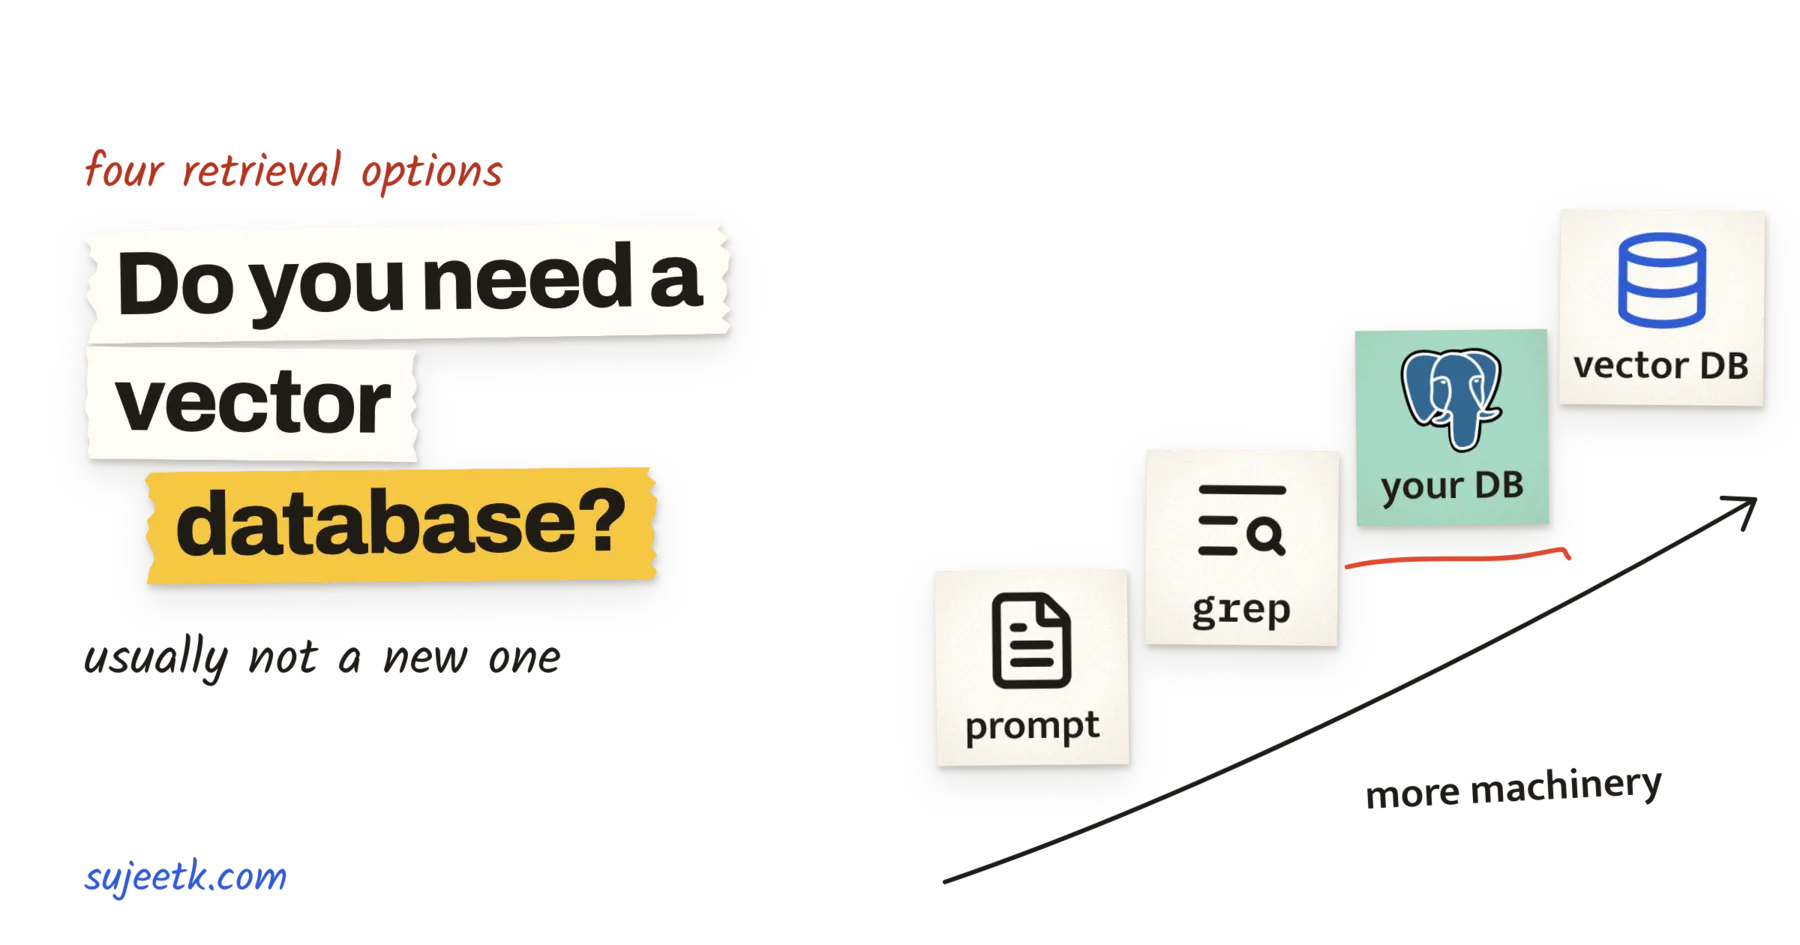 four retrieval options
Do you need a
vector
database?
usually not a new one
sujeetk.com
prompt
grep
your DB
vector DB
more machinery